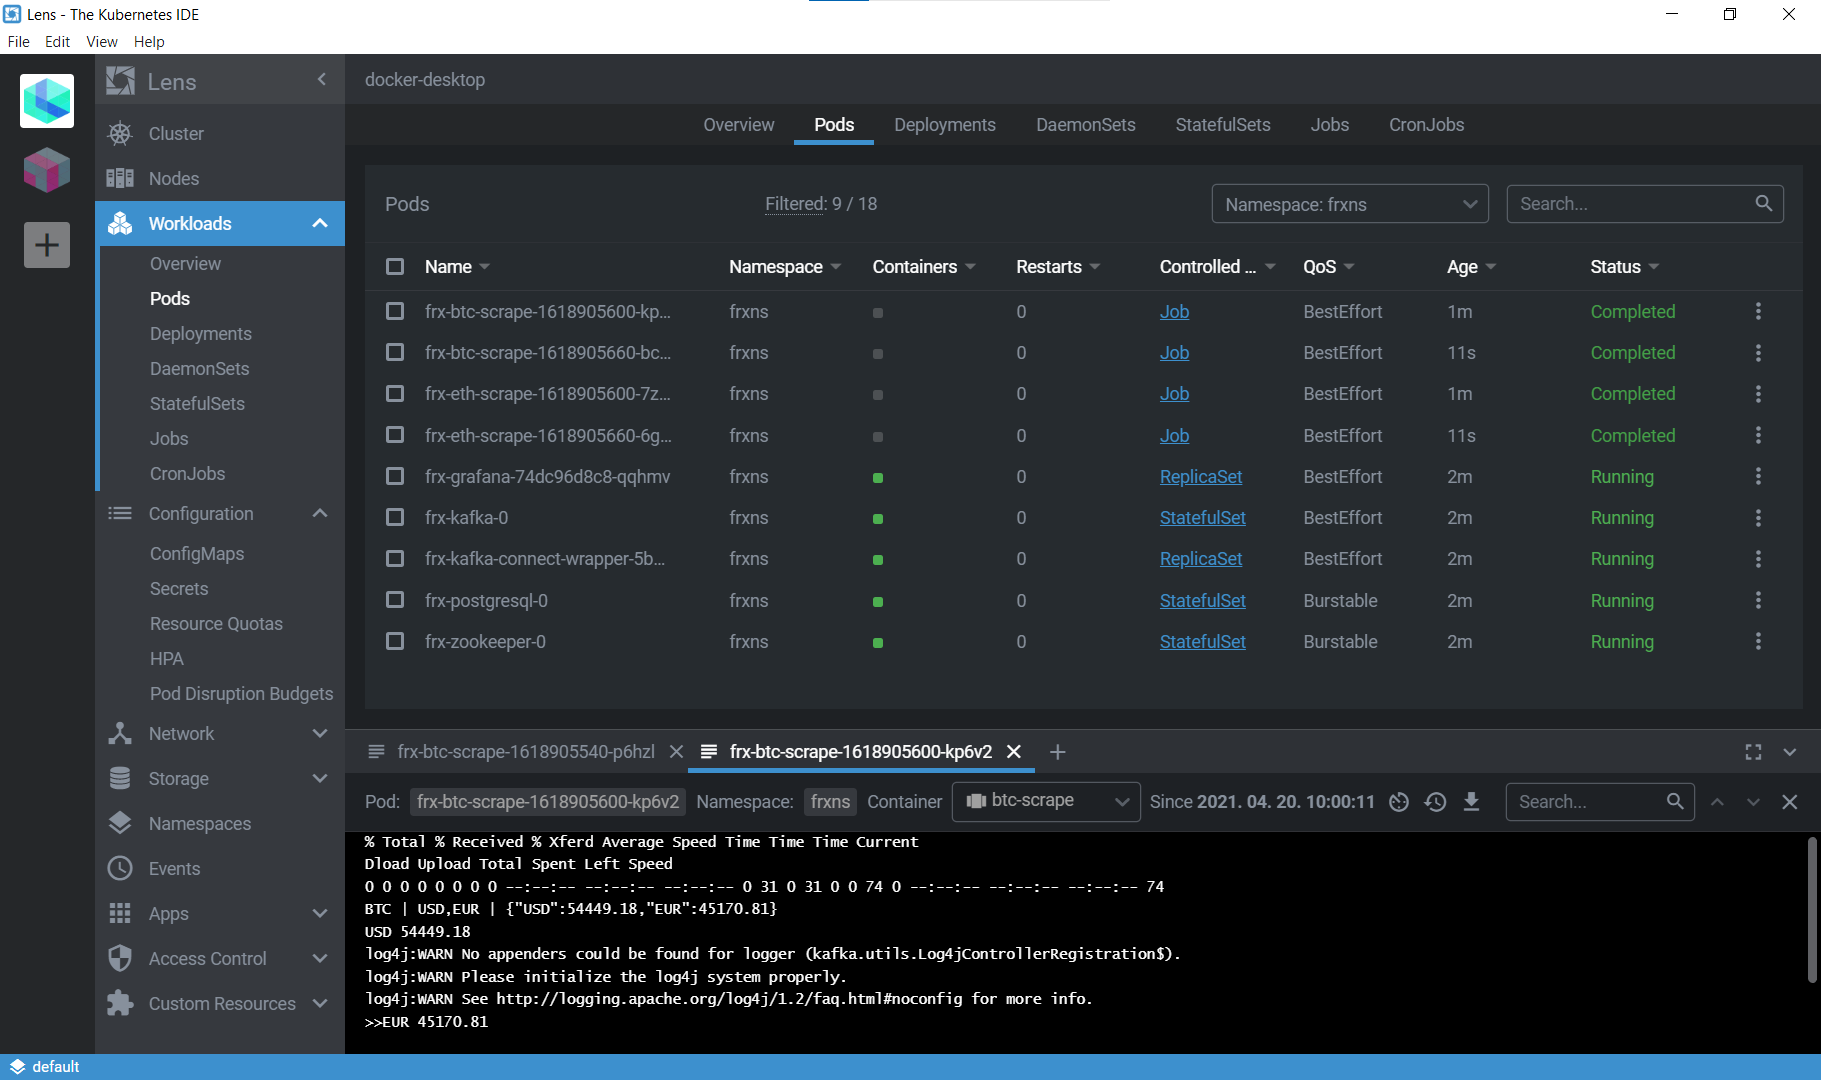 Lens - The Kubernetes IDE
File Edit View Help
Lens
docker-desktop
Cluster
Nodes
Workloads
Overview
Pods
Deployments
DaemonSets
StatefulSets
Jobs
CronJobs
Configuration
ConfigMaps
Secrets
Resource Quotas
HPA
Pod Disruption Budgets
Network
Storage
Namespaces
Events
Apps
Access Control
Custom Resources
Overview Pods Deployments DaemonSets StatefulSets Jobs CronJobs
Pods Filtered: 9 / 18 Namespace: frxns Search...
Name Namespace Containers Restarts Controlled ... QoS Age Status
frx-btc-scrape-1618905600-kp... frxns 0 Job BestEffort 1m Completed
frx-btc-scrape-1618905660-bc... frxns 0 Job BestEffort 11s Completed
frx-eth-scrape-1618905600-7z... frxns 0 Job BestEffort 1m Completed
frx-eth-scrape-1618905660-6g... frxns 0 Job BestEffort 11s Completed
frx-grafana-74dc96d8c8-qqhmv frxns 0 ReplicaSet BestEffort 2m Running
frx-kafka-0 frxns 0 StatefulSet BestEffort 2m Running
frx-kafka-connect-wrapper-5b... frxns 0 ReplicaSet BestEffort 2m Running
frx-postgresql-0 frxns 0 StatefulSet Burstable 2m Running
frx-zookeeper-0 frxns 0 StatefulSet Burstable 2m Running
frx-btc-scrape-1618905540-p6hzl frx-btc-scrape-1618905600-kp6v2
Pod: frx-btc-scrape-1618905600-kp6v2 Namespace: frxns Container btc-scrape Since 2021. 04. 20. 10:00:11 Search...
% Total % Received % Xferd Average Speed Time Time Time Current
Dload Upload Total Spent Left Speed
0 0 0 0 0 0 0 0 --:--:-- --:--:-- --:--:-- 0 31 0 31 0 0 74 0 --:--:-- --:--:-- --:--:-- 74
BTC | USD,EUR | {"USD":54449.18,"EUR":45170.81}
USD 54449.18
log4j:WARN No appenders could be found for logger (kafka.utils.Log4jControllerRegistration$).
log4j:WARN Please initialize the log4j system properly.
log4j:WARN See http://logging.apache.org/log4j/1.2/faq.html#noconfig for more info.
>>EUR 45170.81
default